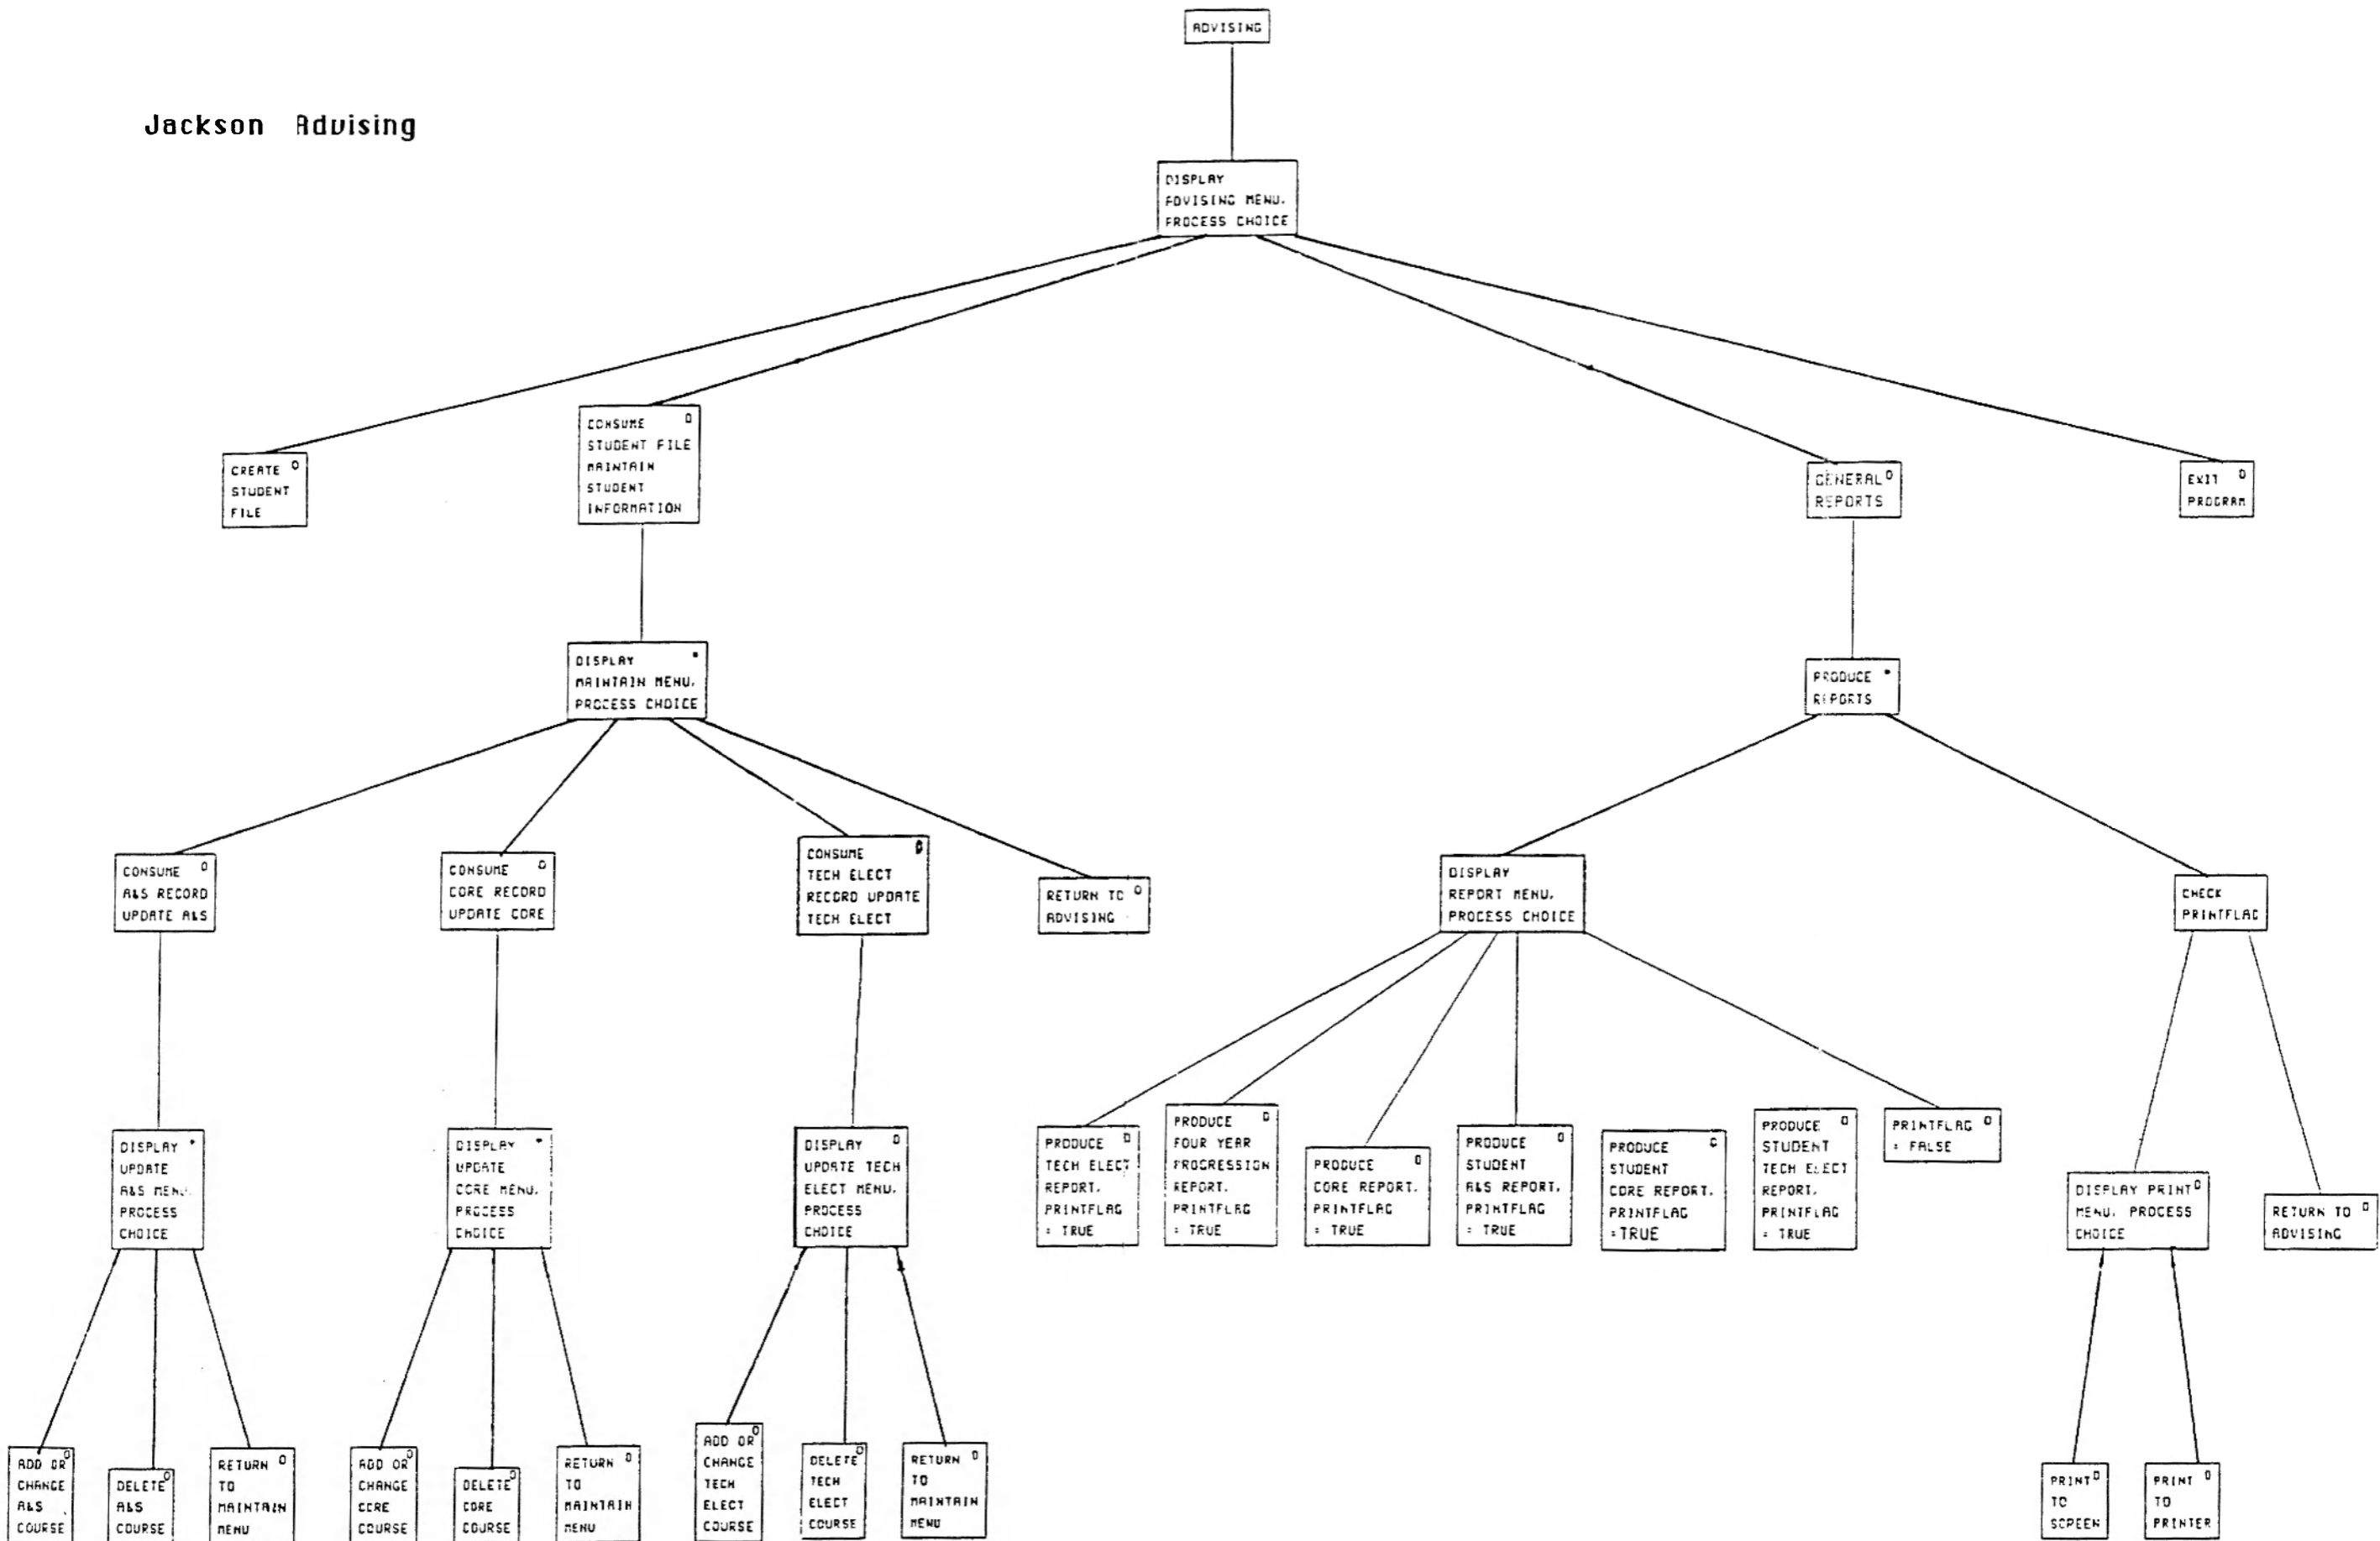 ADVISING
Jackson Advising
DISPLAY
ADVISING MENU.
PROCESS CHOICE
CREATE O
STUDENT
FILE
CONSUME O
STUDENT FILE
MAINTAIN
STUDENT
INFORMATION
GENERAL O
REPORTS
EXIT O
PROGRAM
DISPLAY *
MAINTAIN MENU.
PROCESS CHOICE
PRODUCE *
REPORTS
CONSUME O
A&S RECORD
UPDATE A&S
CONSUME O
CORE RECORD
UPDATE CORE
CONSUME O
TECH ELECT
RECORD UPDATE
TECH ELECT
RETURN TO O
ADVISING
DISPLAY
REPORT MENU.
PROCESS CHOICE
CHECK
PRINTFLAG
DISPLAY *
UPDATE
A&S MENU.
PROCESS
CHOICE
DISPLAY *
UPDATE
CORE MENU.
PROCESS
CHOICE
DISPLAY O
UPDATE TECH
ELECT MENU.
PROCESS
CHOICE
PRODUCE O
TECH ELECT
REPORT.
PRINTFLAG
= TRUE
PRODUCE O
FOUR YEAR
PROGRESSION
REPORT.
PRINTFLAG
= TRUE
PRODUCE O
CORE REPORT.
PRINTFLAG
= TRUE
PRODUCE O
STUDENT
A&S REPORT.
PRINTFLAG
= TRUE
PRODUCE O
STUDENT
CORE REPORT.
PRINTFLAG
=TRUE
PRODUCE O
STUDENT
TECH ELECT
REPORT.
PRINTFLAG
= TRUE
PRINTFLAG O
= FALSE
DISPLAY PRINT O
MENU. PROCESS
CHOICE
RETURN TO O
ADVISING
ADD OR O
CHANGE
A&S
COURSE
DELETE O
A&S
COURSE
RETURN O
TO
MAINTAIN
MENU
ADD OR O
CHANGE
CORE
COURSE
DELETE O
CORE
COURSE
RETURN O
TO
MAINTAIN
MENU
ADD OR O
CHANGE
TECH
ELECT
COURSE
DELETE O
TECH
ELECT
COURSE
RETURN O
TO
MAINTAIN
MENU
PRINT O
TO
SCREEN
PRINT O
TO
PRINTER